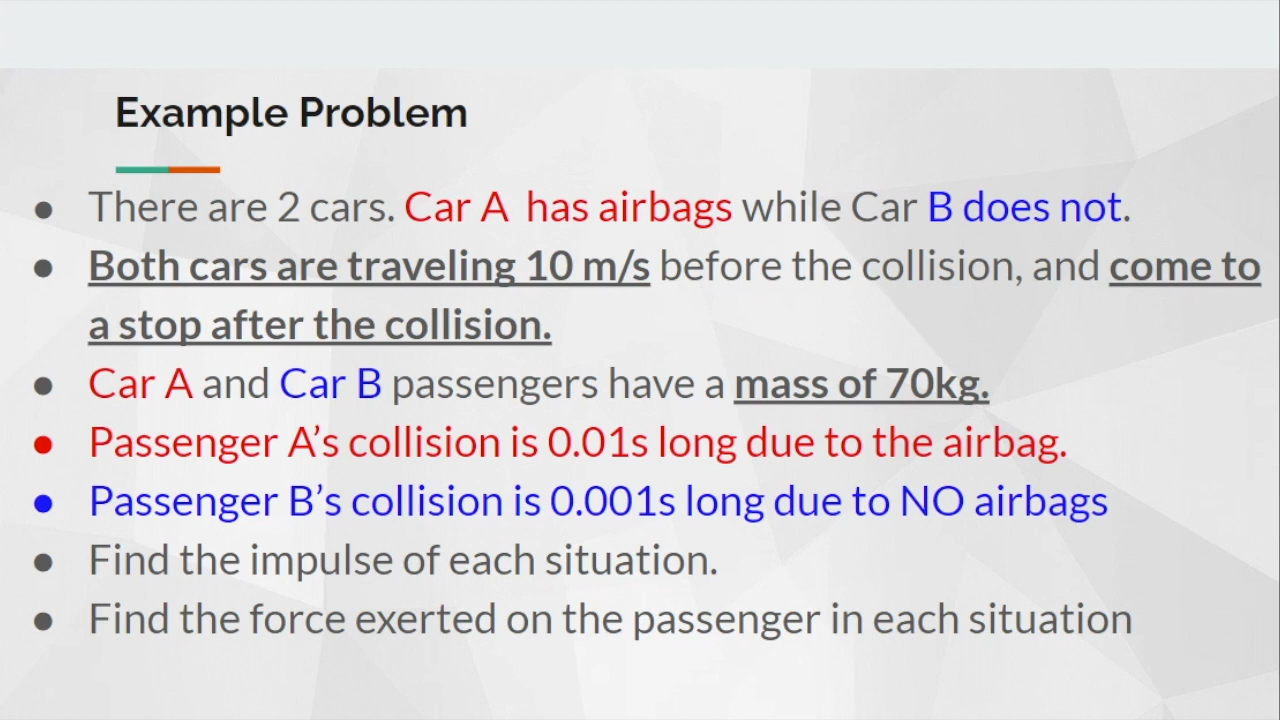 Example Problem
● There are 2 cars. Car A has airbags while Car B does not.
● Both cars are traveling 10 m/s before the collision, and come to
a stop after the collision.
● Car A and Car B passengers have a mass of 70kg.
● Passenger A’s collision is 0.01s long due to the airbag.
● Passenger B’s collision is 0.001s long due to NO airbags
● Find the impulse of each situation.
● Find the force exerted on the passenger in each situation